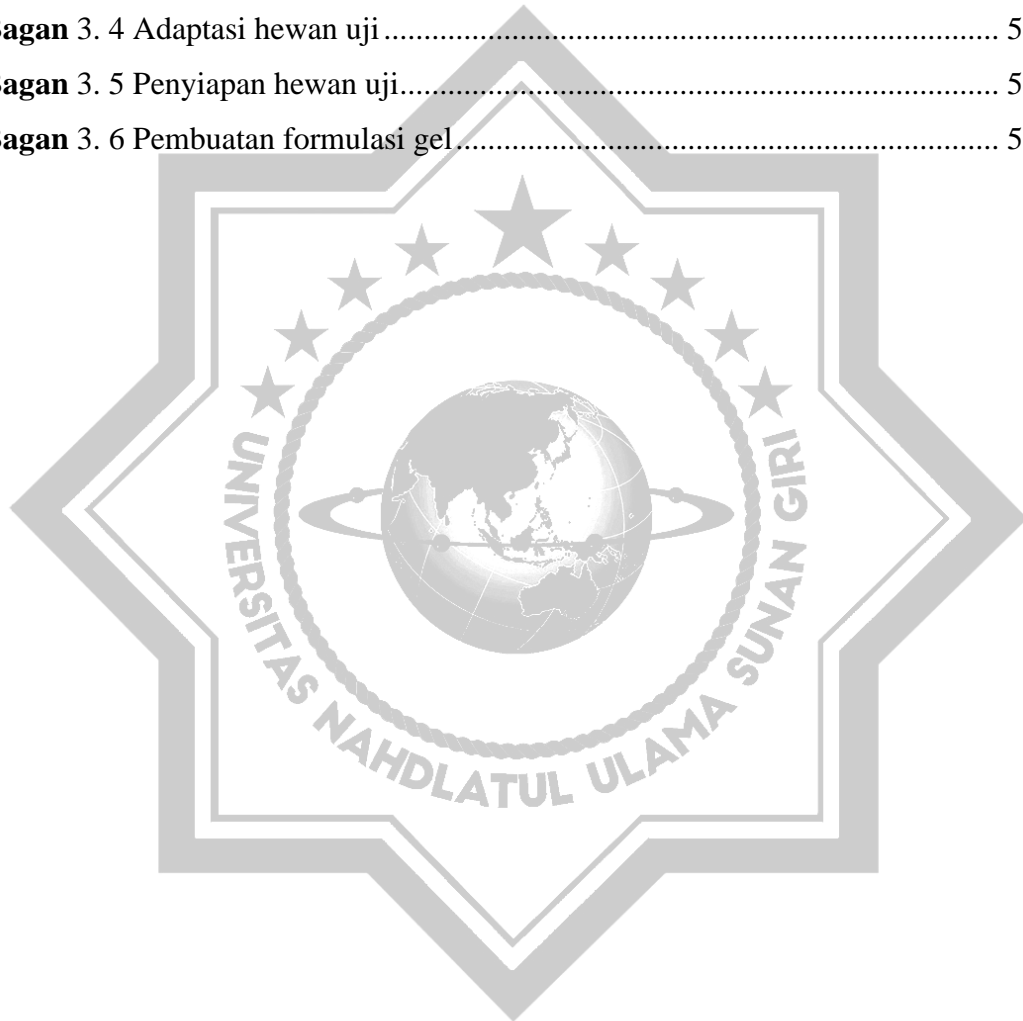 agan 3. 4 Adaptasi hewan uji ............................................................................. 5
agan 3. 5 Penyiapan hewan uji........................................................................... 5
agan 3. 6 Pembuatan formulasi gel .................................................................... 5
UNIVERSITAS NAHDLATUL ULAMA SUNAN GIRI